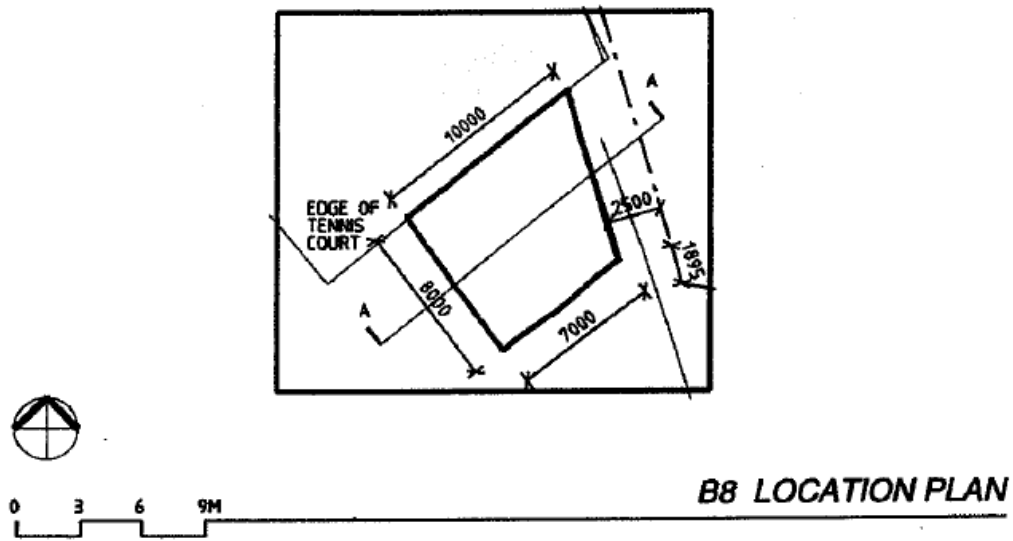 A
10000
EDGE OF
TENNIS
COURT
2500
1895
8000
A
7000
0 3 6 9M
B8 LOCATION PLAN